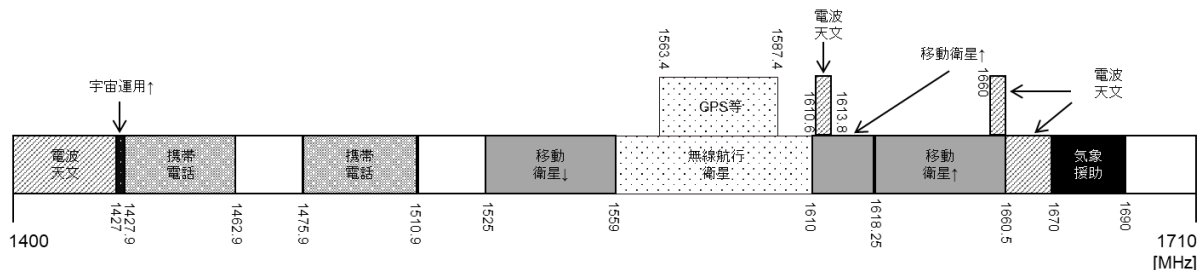 電波
天文
1563.4
1587.4
移動衛星↑
宇宙運用↑
1610.6
1613.8
1660
電波
天文
GPS等
電波
天文
携帯
電話
携帯
電話
移動
衛星↓
無線航行
衛星
移動
衛星↑
気象
援助
1400
1427
1427.9
1462.9
1475.9
1510.9
1525
1559
1610
1618.25
1660.5
1670
1690
1710
[MHz]